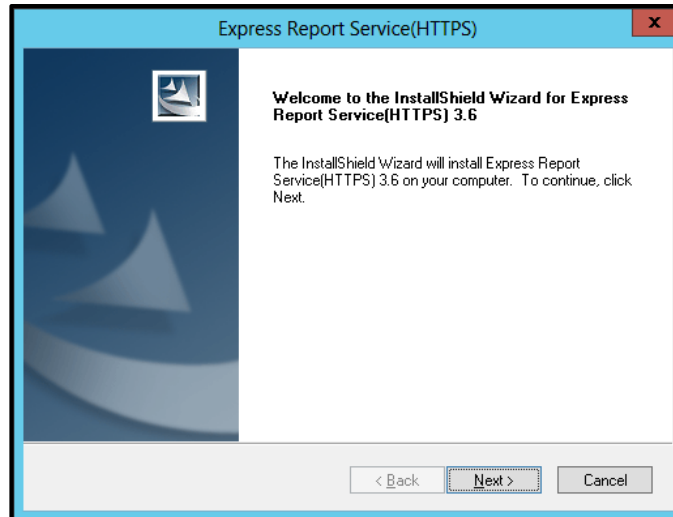 Express Report Service(HTTPS)
x
Welcome to the InstallShield Wizard for Express
Report Service(HTTPS) 3.6
The InstallShield Wizard will install Express Report
Service(HTTPS) 3.6 on your computer.  To continue, click
Next.
< Back
Next >
Cancel